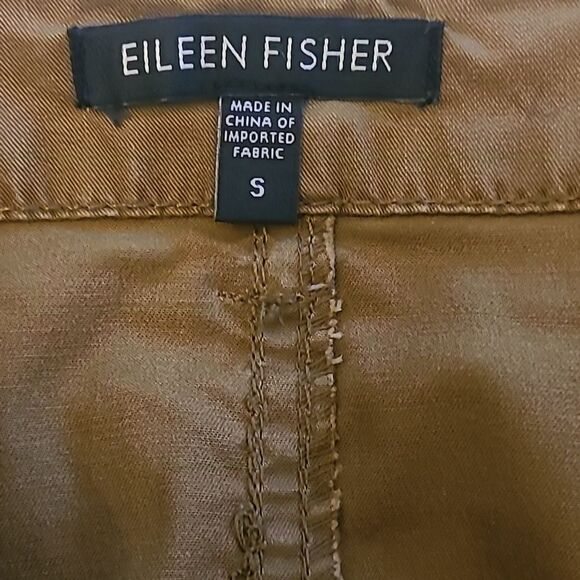 EILEEN FISHER
MADE IN
CHINA OF
IMPORTED
FABRIC
S